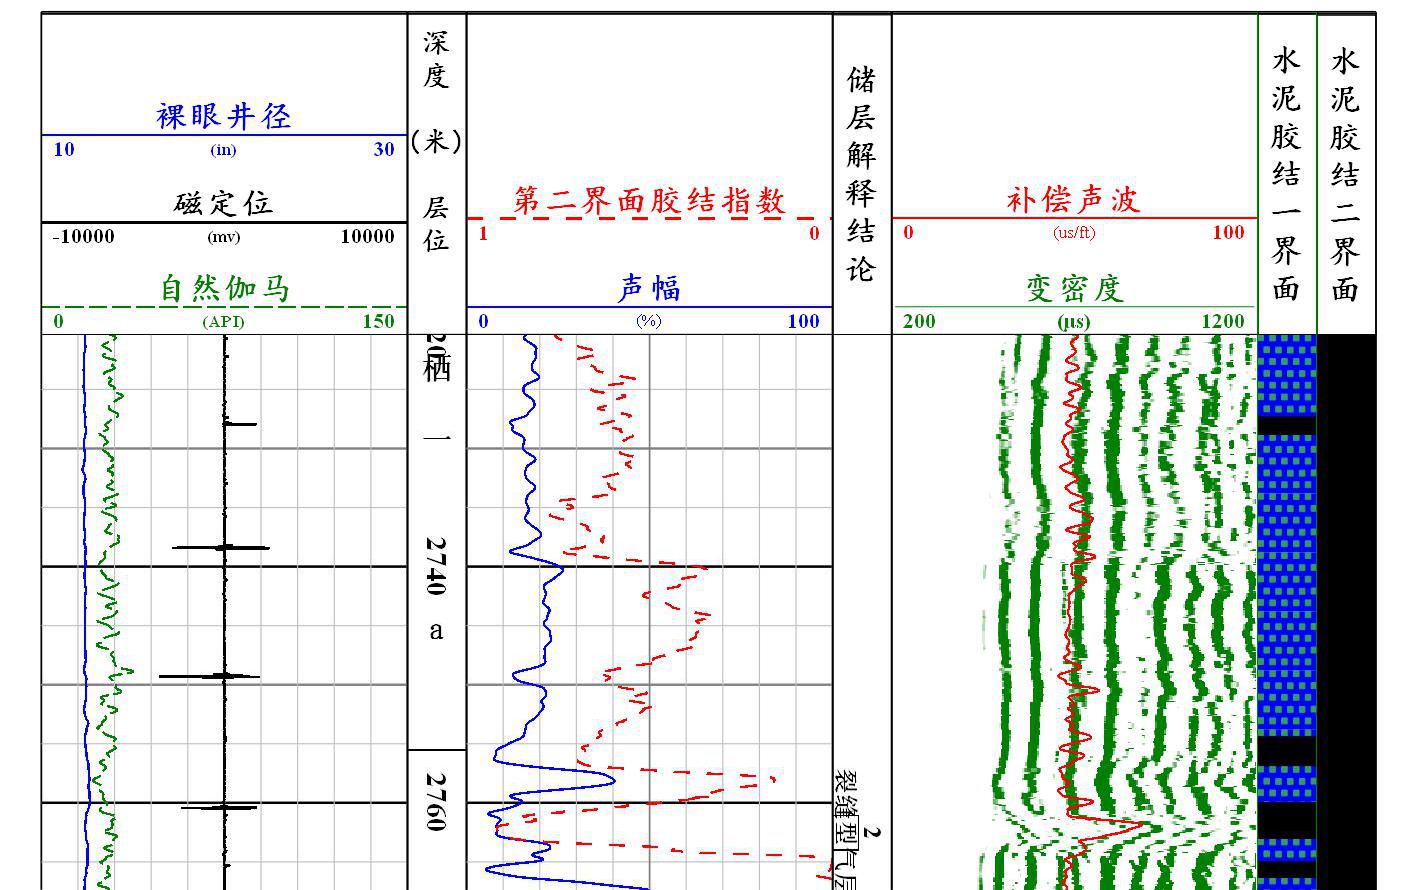 裸眼井径
10 (in) 30
磁定位
-10000 (mv) 10000
自然伽马
0 (API) 150
深度
(米)
层位
第二界面胶结指数
1 0
声幅
0 (%) 100
储层解释结论
补偿声波
0 (us/ft) 100
变密度
200 (μs) 1200
水泥胶结一界面
水泥胶结二界面
栖
一
2740
a
2760
2
裂缝型气层